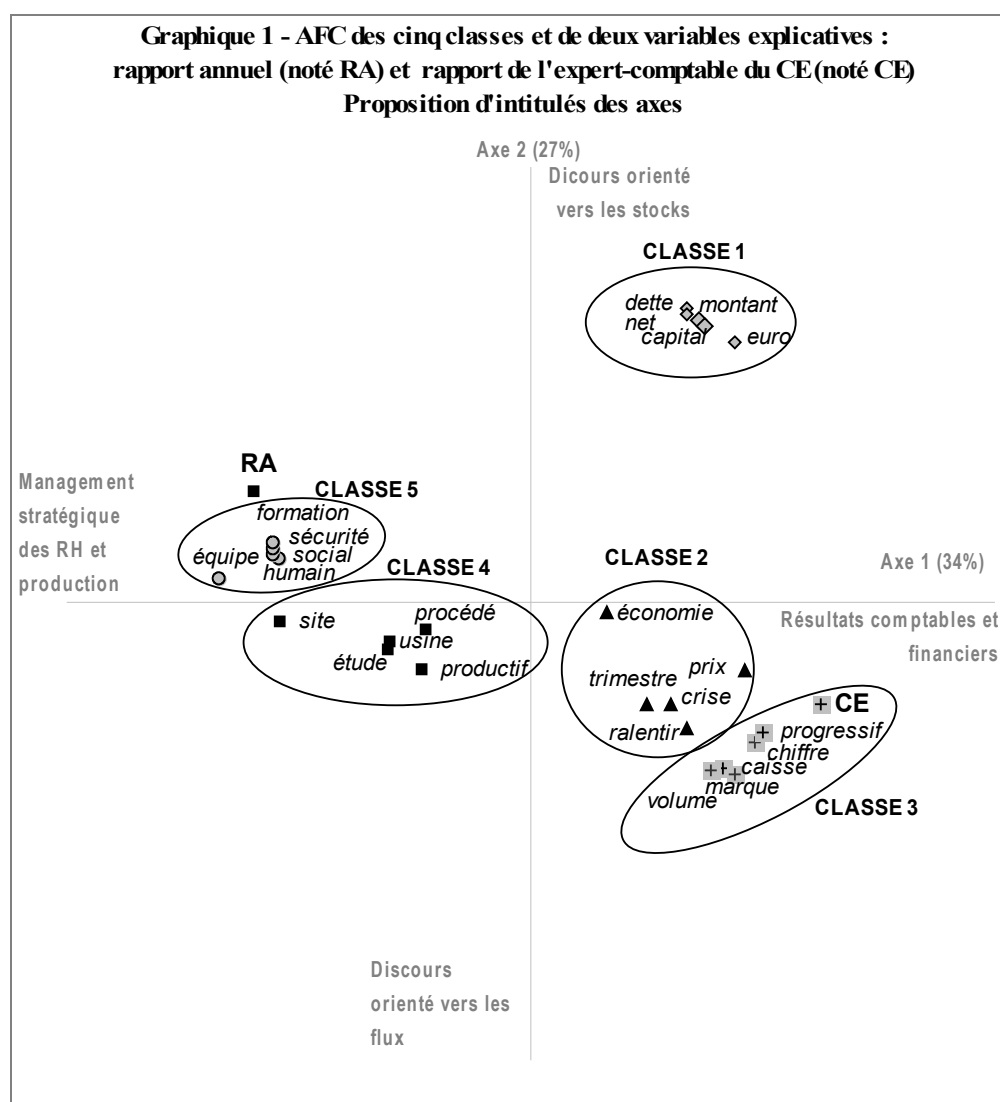 Graphique 1 - AFC des cinq classes et de deux variables explicatives :
rapport annuel (noté RA) et rapport de l'expert-comptable du CE (noté CE)
Proposition d'intitulés des axes
Axe 2 (27%)
Dicours orienté
vers les stocks
CLASSE 1
dette
montant
net
capital
euro
RA
Management
stratégique
des RH et
production
CLASSE 5
formation
sécurité
équipe
social
humain
CLASSE 4
CLASSE 2
Axe 1 (34%)
site
procédé
usine
étude
productif
économie
Résultats comptables et
financiers
trimestre
prix
crise
ralentir
CE
progressif
chiffre
caisse
marque
volume
CLASSE 3
Discours
orienté vers les
flux